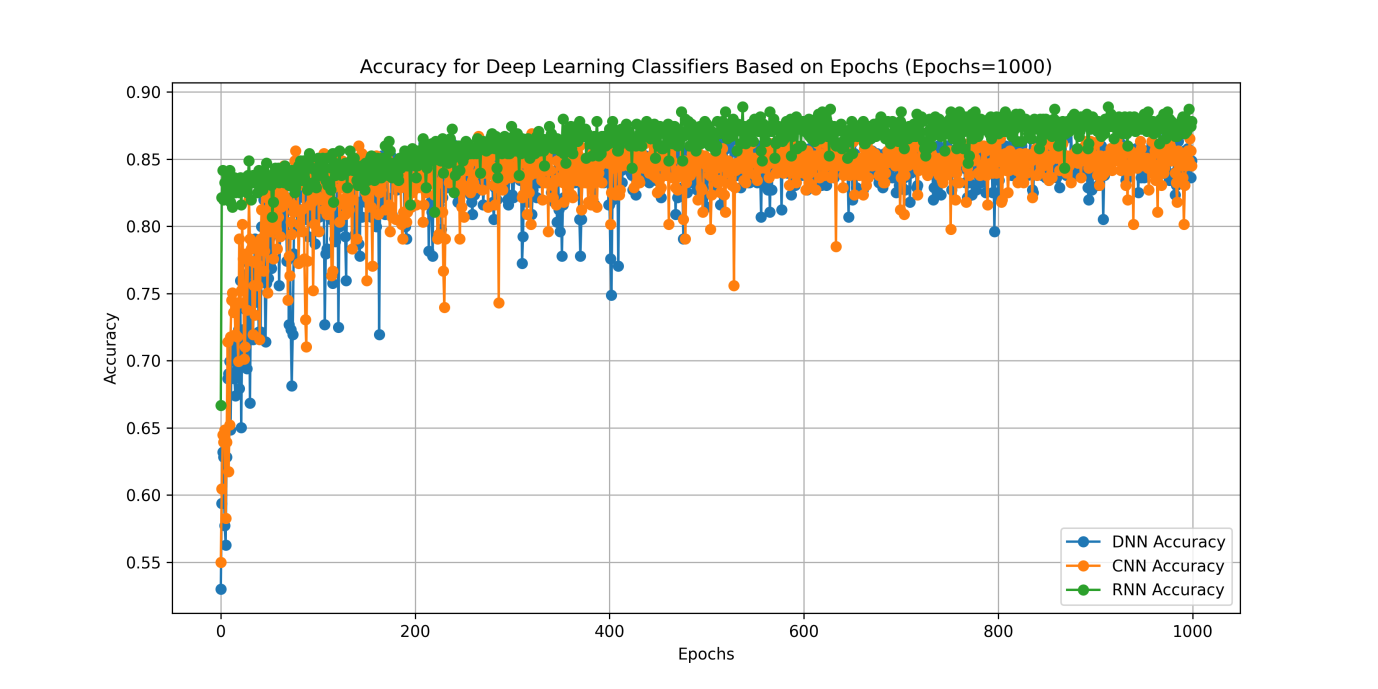 Accuracy for Deep Learning Classifiers Based on Epochs (Epochs=1000)
0.90
0.85
0.80
0.75
0.70
0.65
0.60
0.55
Accuracy
0 200 400 600 800 1000
Epochs
DNN Accuracy
CNN Accuracy
RNN Accuracy